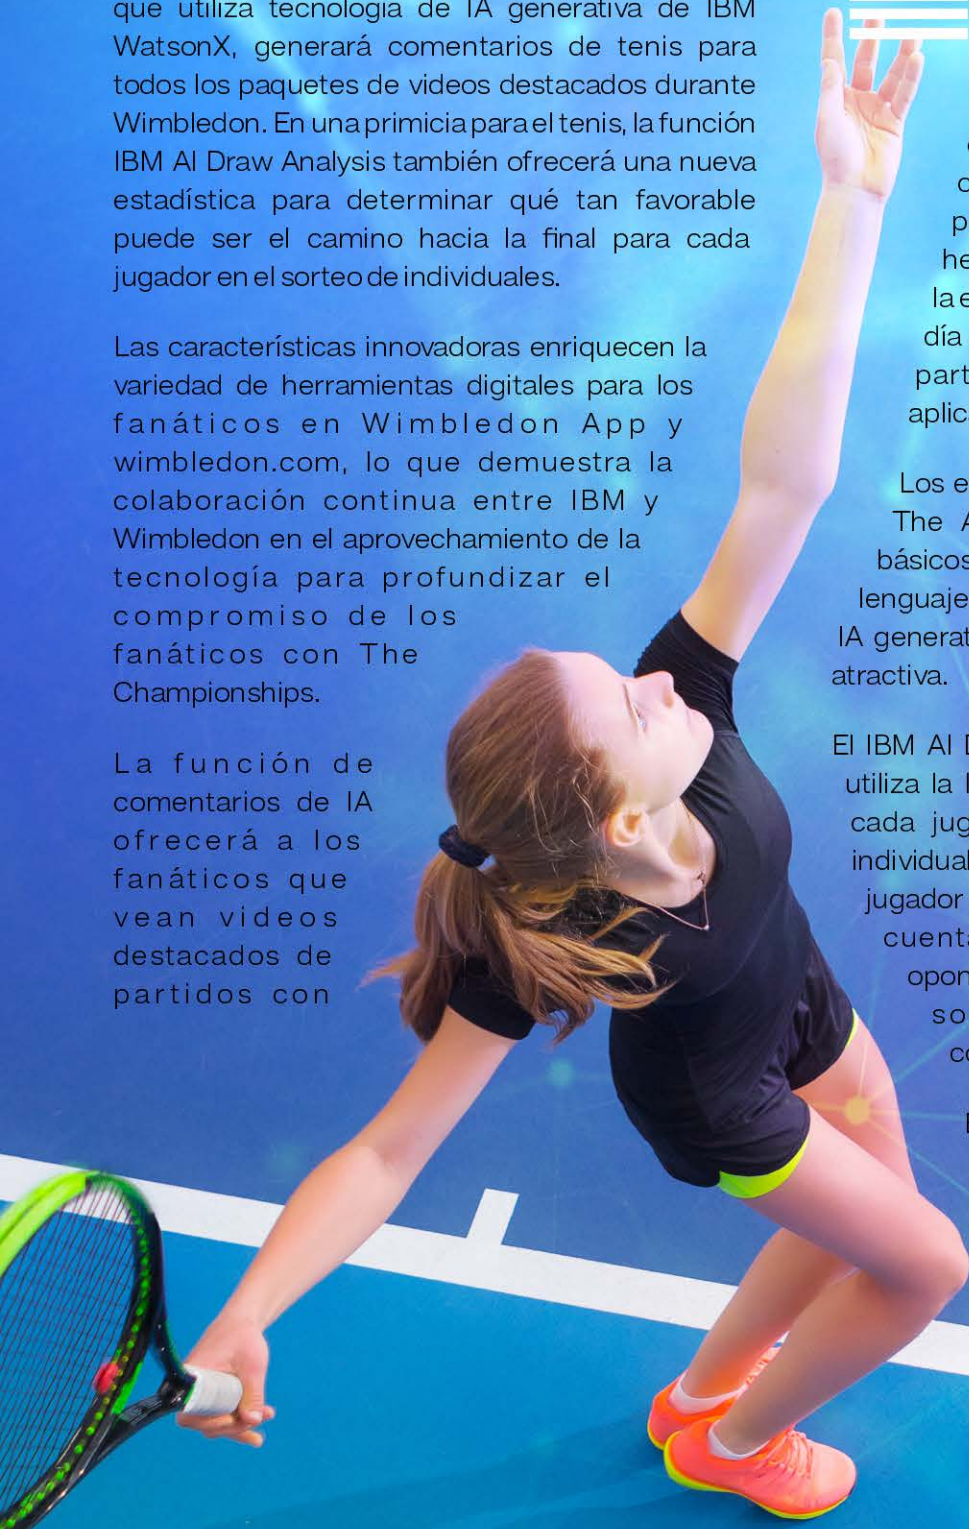 que utiliza tecnología de IA generativa de IBM
WatsonX, generará comentarios de tenis para
todos los paquetes de videos destacados durante
Wimbledon. En una primicia para el tenis, la función
IBM AI Draw Analysis también ofrecerá una nueva
estadística para determinar qué tan favorable
puede ser el camino hacia la final para cada
jugador en el sorteo de individuales.
Las características innovadoras enriquecen la
variedad de herramientas digitales para los
fanáticos en Wimbledon App y
wimbledon.com, lo que demuestra la
colaboración continua entre IBM y
Wimbledon en el aprovechamiento de la
tecnología para profundizar el
compromiso de los
fanáticos con The
Championships.
La función de
comentarios de IA
ofrecerá a los
fanáticos que
vean videos
destacados de
partidos con
la
día
Los
The
básicos
lenguaje
IA
atractiva.
El IBM AI
utiliza la
cada
jugador